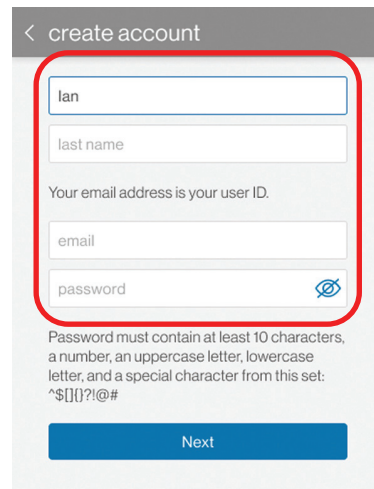 create account
Ian
last name
Your email address is your user ID.
email
password
Password must contain at least 10 characters,
a number, an uppercase letter, lowercase
letter, and a special character from this set:
^$[]{}?!@#
Next